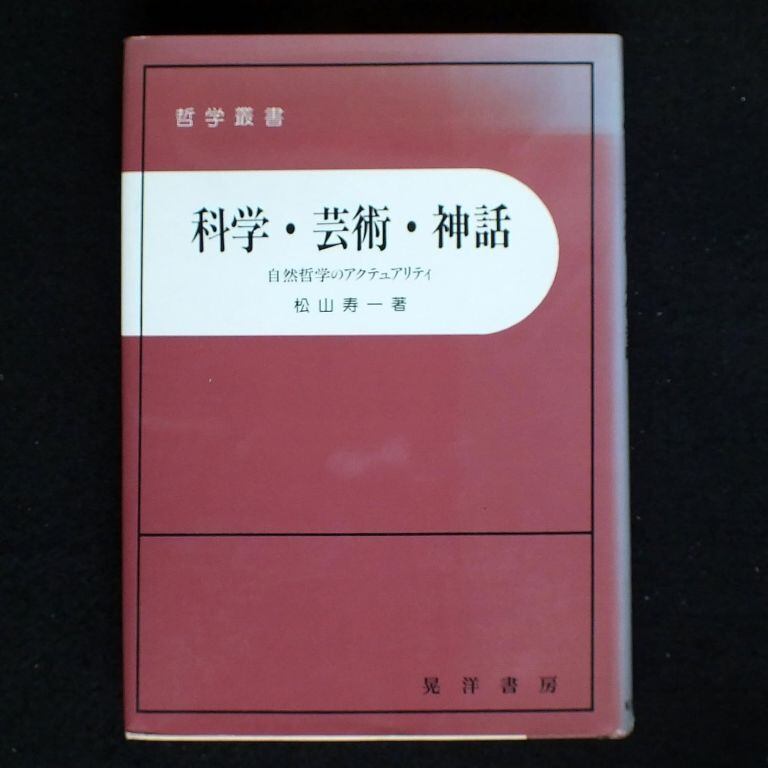 哲学叢書
科学・芸術・神話
自然哲学のアクチュアリティ
松山寿一著
晃洋書房